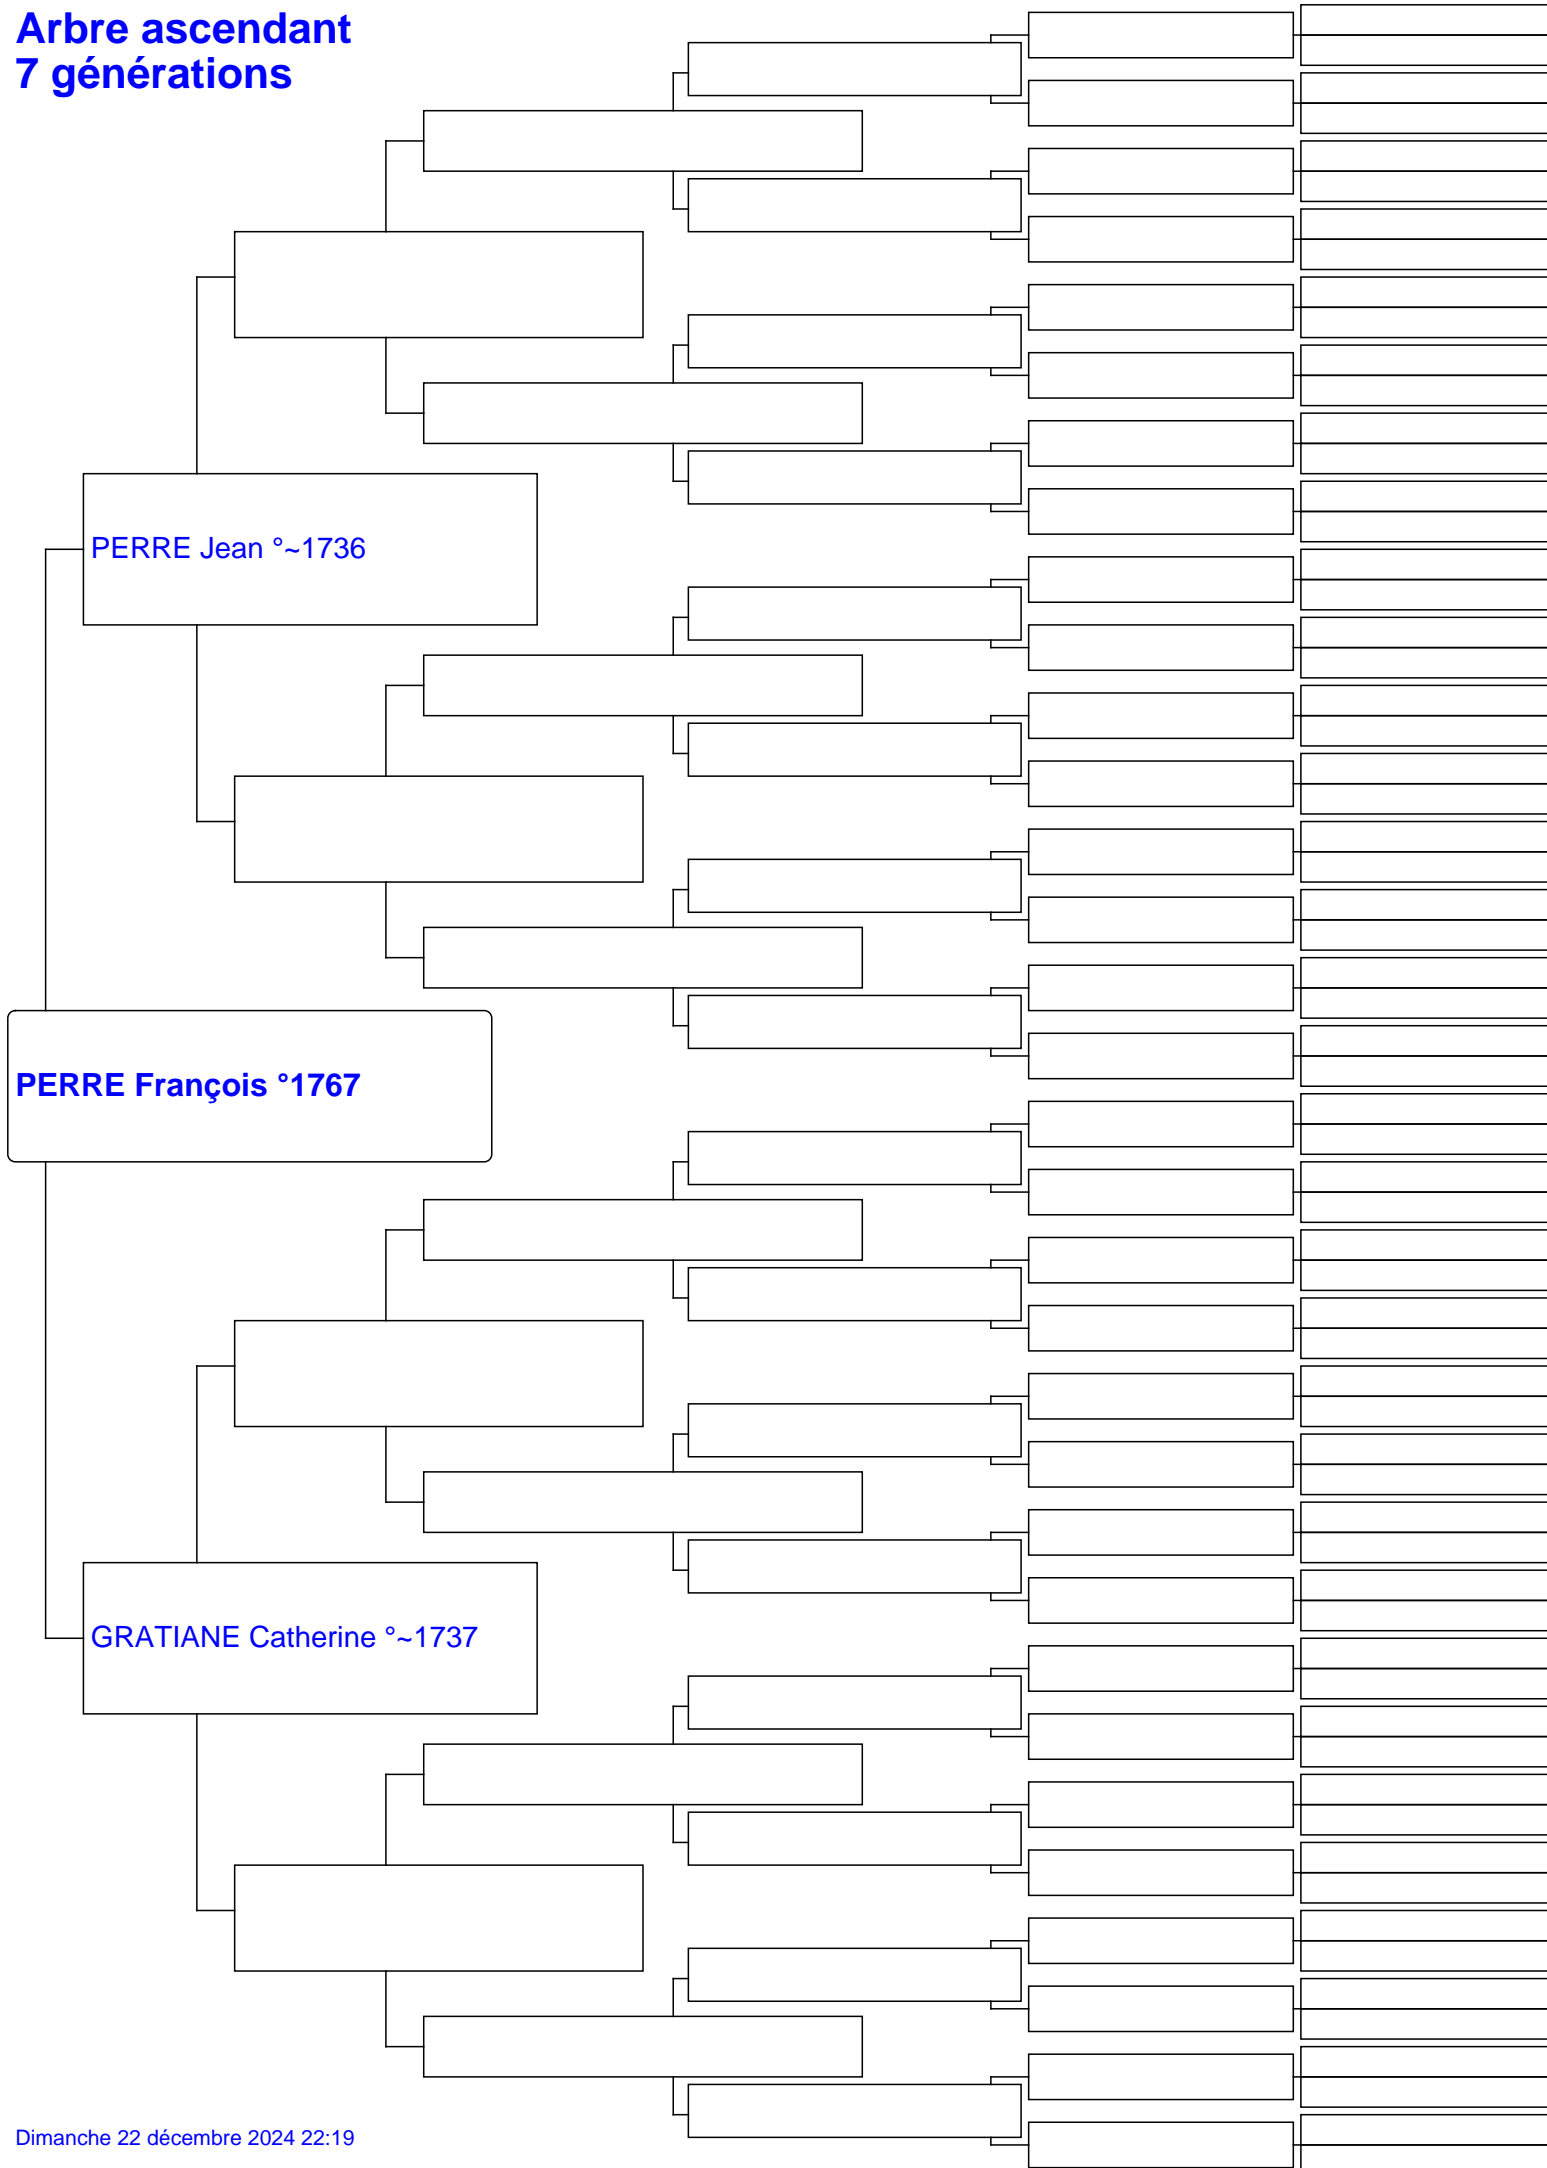 Arbre ascendant
7 générations
PERRE Jean °~1736
PERRE François °1767
GRATIANE Catherine °~1737
Dimanche 22 décembre 2024 22:19